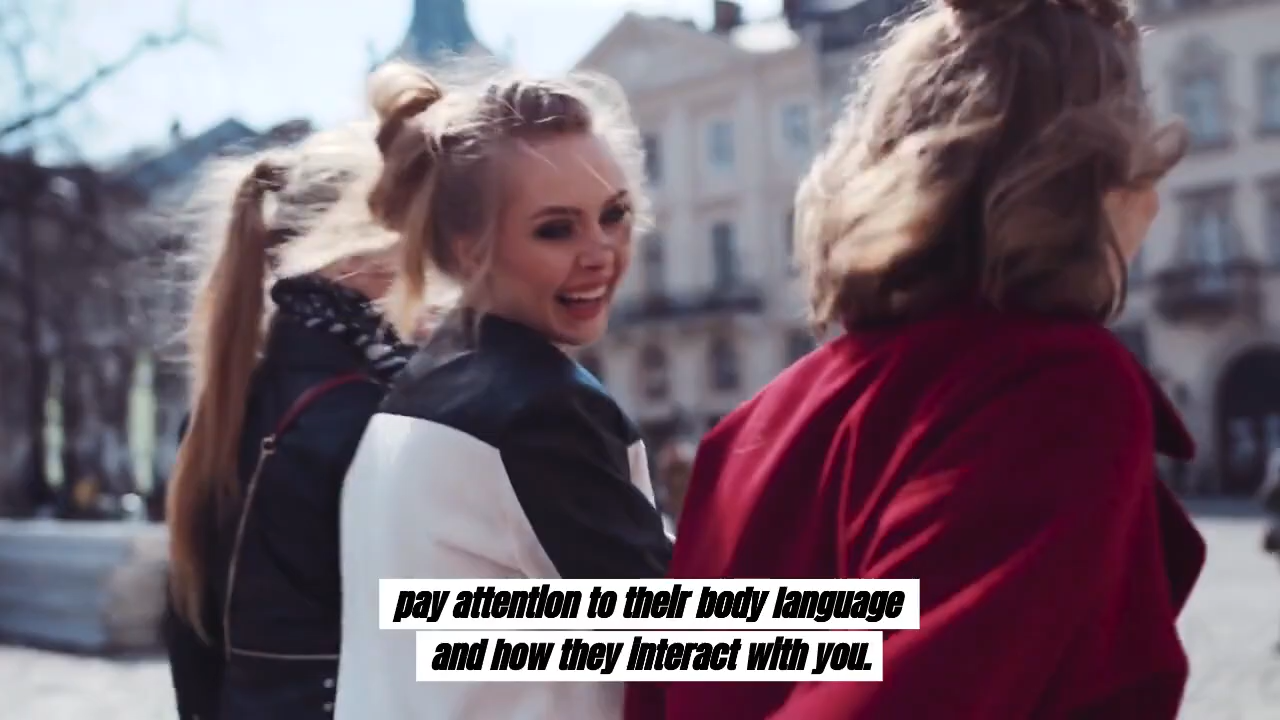 pay attention to their body language
and how they interact with you.